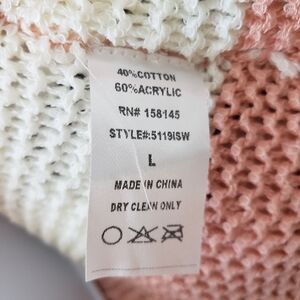 40%COTTON
60%ACRYLIC
RN# 158145
STYLE#:5119ISW
L
MADE IN CHINA
DRY CLEAN ONLY